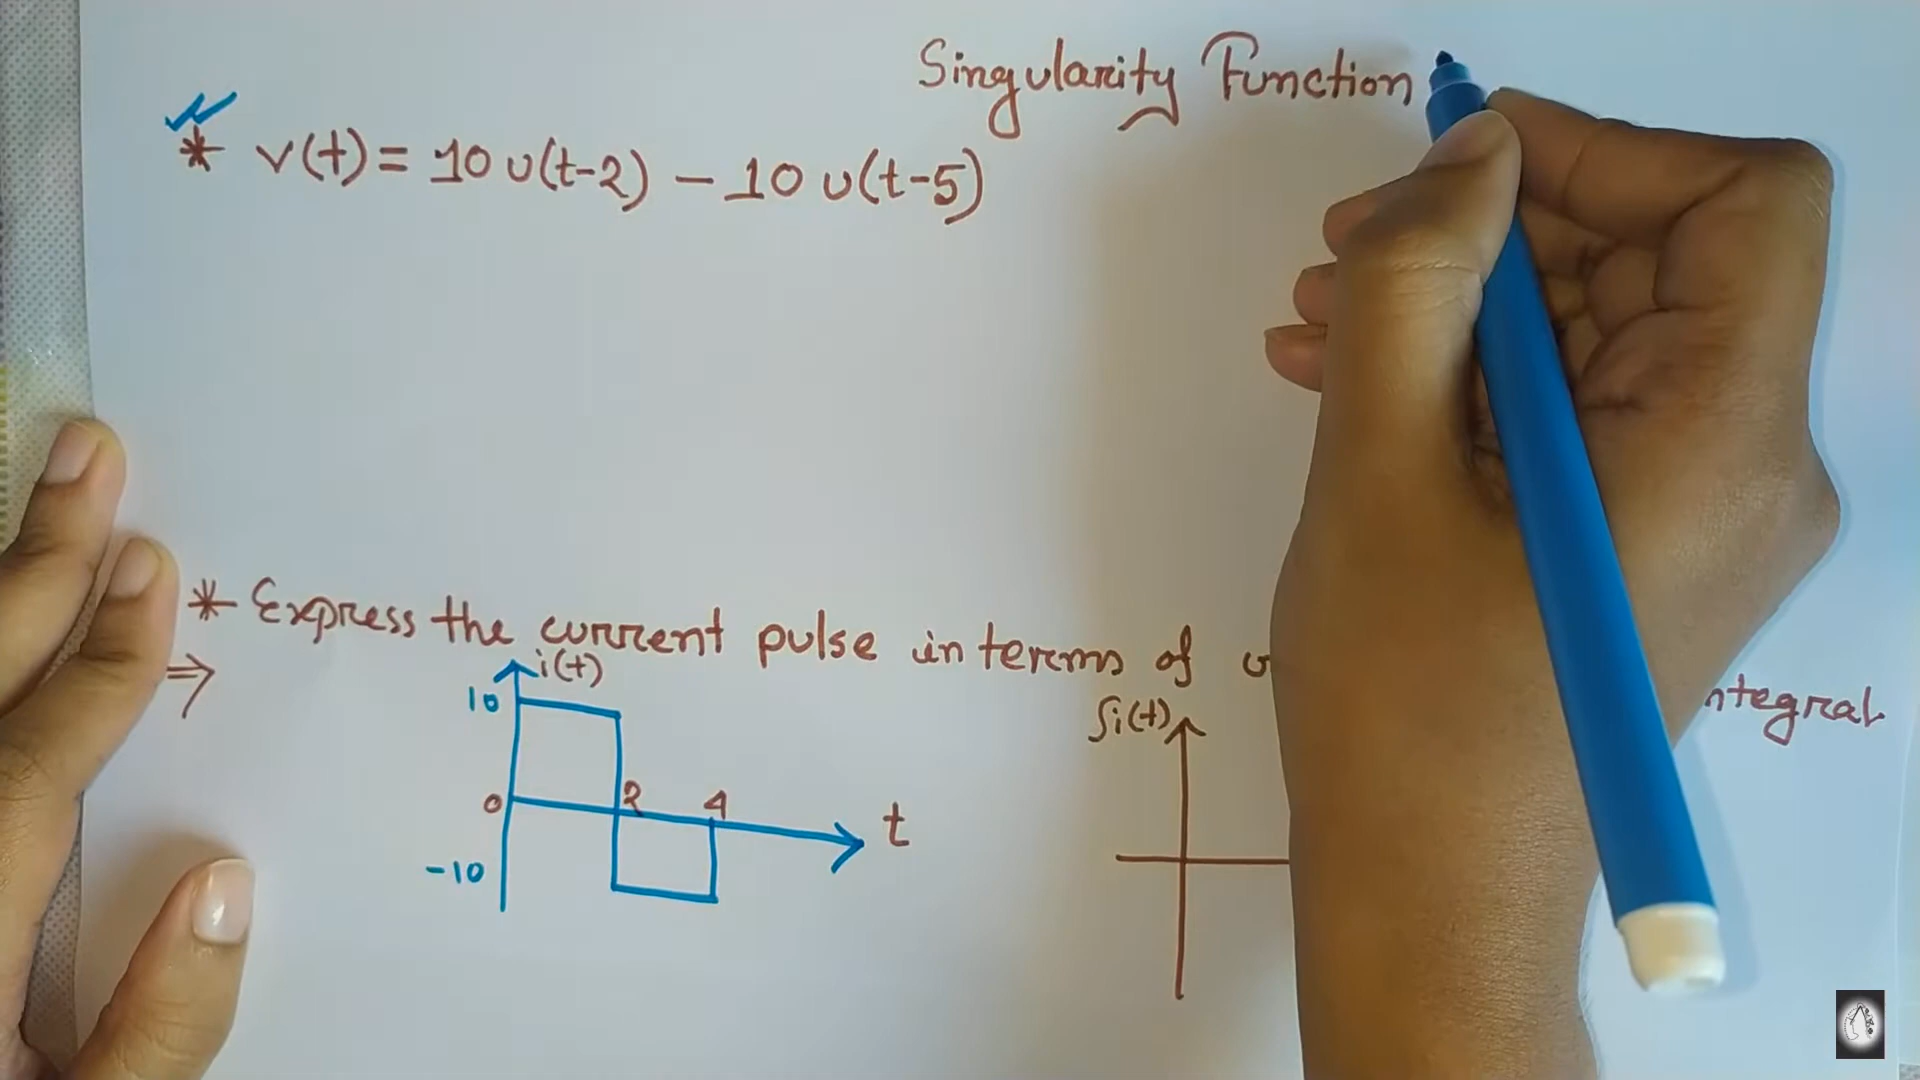 Singularity Function
* v(t) = 10 u(t-2) - 10 u(t-5)
* Express the current pulse in terms of
ntegral.
⇒
i(t)
10
0
2
4
t
-10
∫i(t)